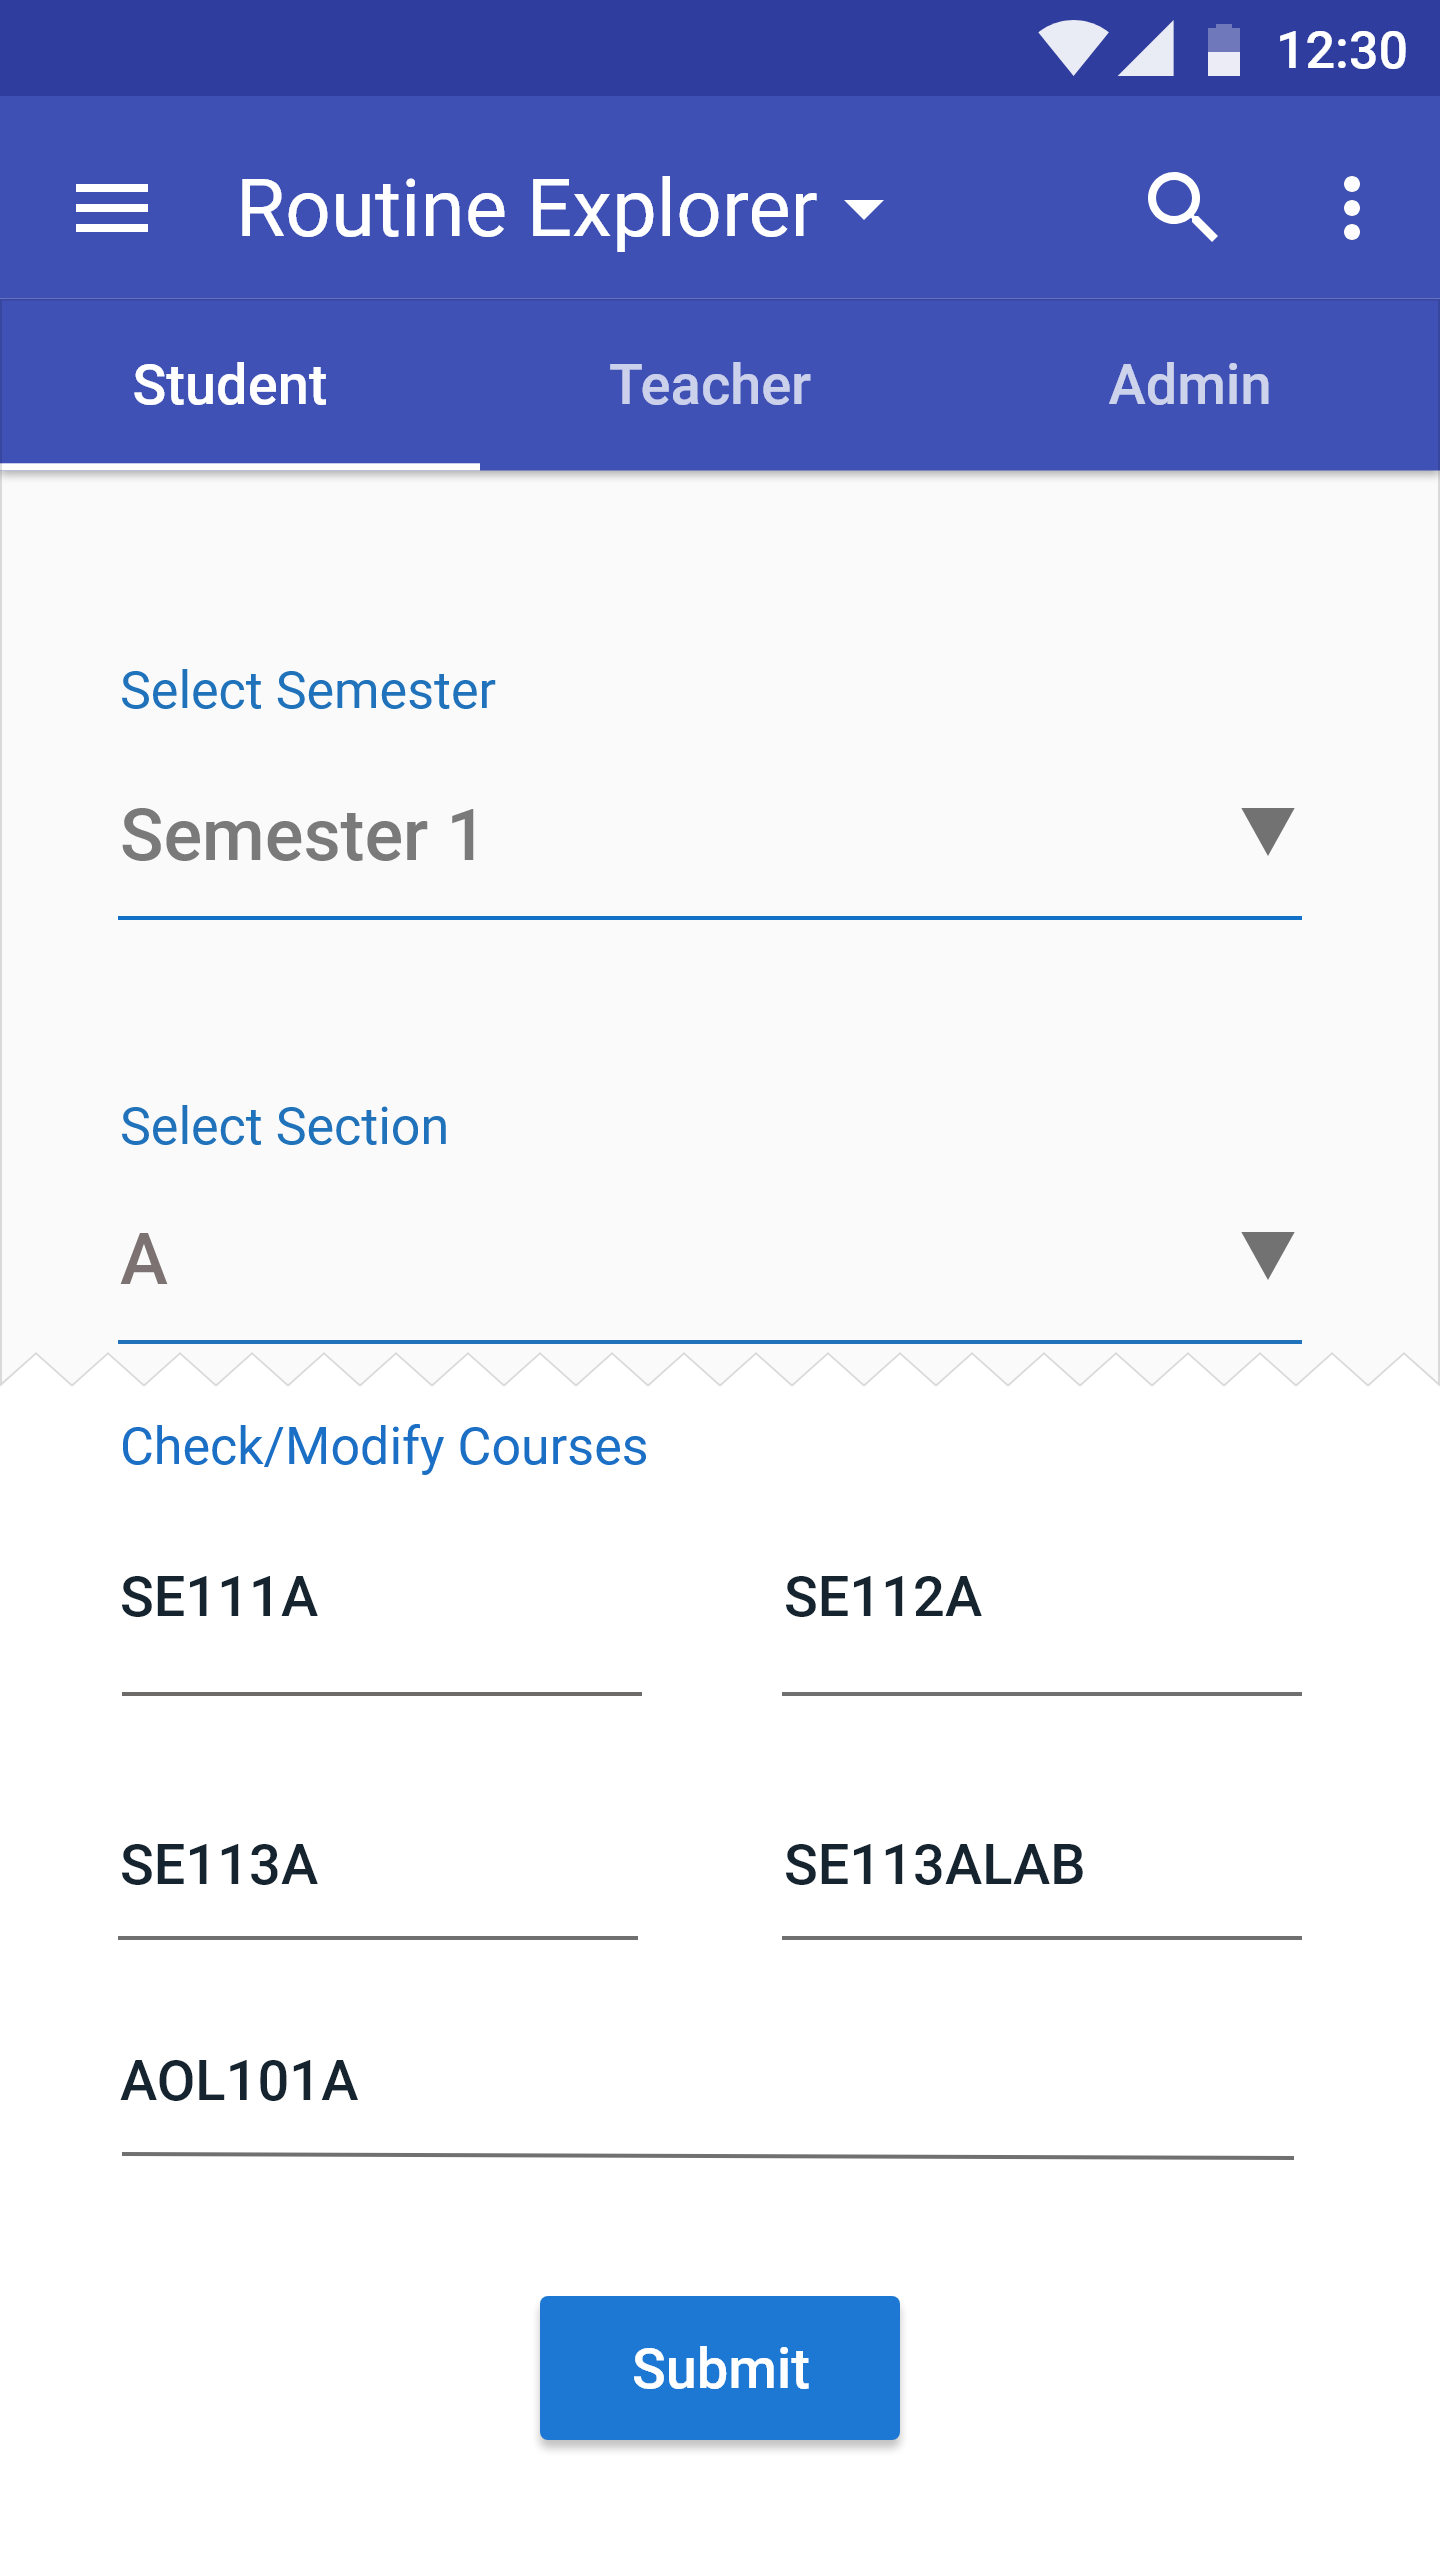 12:30
Routine Explorer
Student Teacher Admin
Select Semester
Semester 1
Select Section
A
Check/Modify Courses
SE111A SE112A
SE113A SE113ALAB
AOL101A
Submit